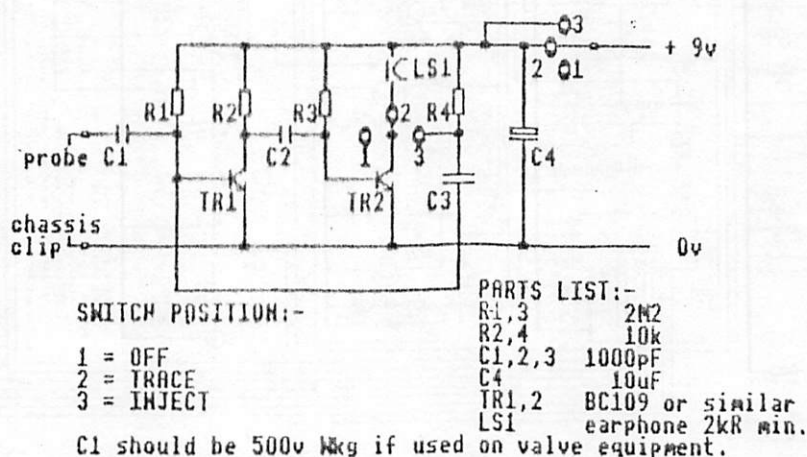 3
+ 9v
LS1
2
1
R1
R2
R3
2
R4
probe
C1
C2
1
3
C4
TR1
TR2
C3
chassis
clip
0v
SWITCH POSITION:-
1 = OFF
2 = TRACE
3 = INJECT
PARTS LIST:-
R1,3 2M2
R2,4 10k
C1,2,3 1000pF
C4 10uF
TR1,2 BC109 or similar
LS1 earphone 2kR min.
C1 should be 500v Wkg if used on valve equipment.